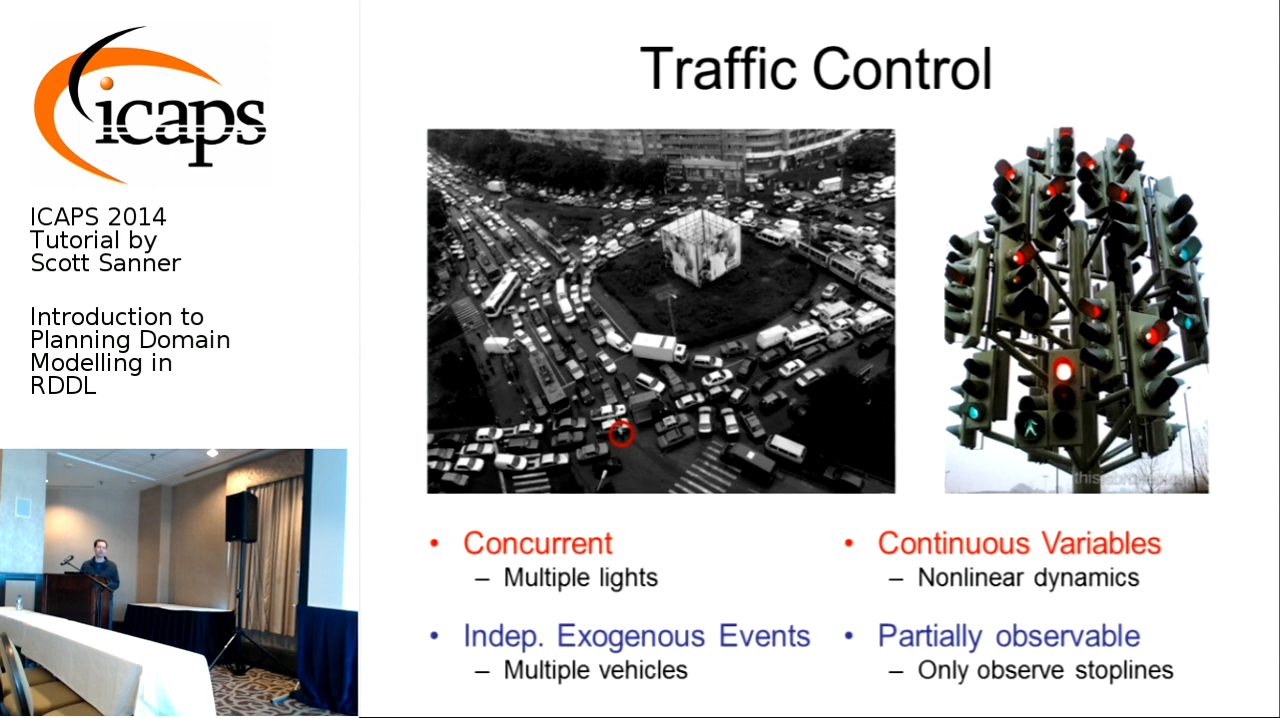 icaps
ICAPS 2014
Tutorial by
Scott Sanner
Introduction to
Planning Domain
Modelling in
RDDL
Traffic Control
• Concurrent
– Multiple lights
• Indep. Exogenous Events
– Multiple vehicles
• Continuous Variables
– Nonlinear dynamics
• Partially observable
– Only observe stoplines